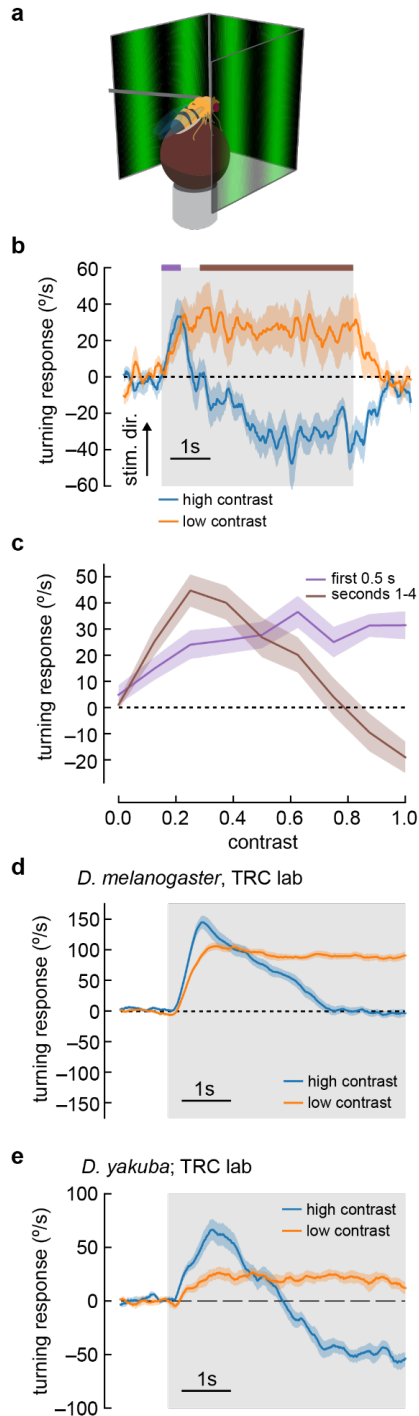 a
b
turning response (º/s)
60
40
20
0
−20
−40
−60
stim. dir.
1s
high contrast
low contrast
c
turning response (º/s)
50
40
30
20
10
0
−10
−20
first 0.5 s
seconds 1-4
0.0 0.2 0.4 0.6 0.8 1.0
contrast
d
D. melanogaster, TRC lab
turning response (º/s)
150
100
50
0
−50
−100
−150
1s
high contrast
low contrast
e
D. yakuba; TRC lab
turning response (º/s)
100
50
0
−50
−100
high contrast
low contrast
1s